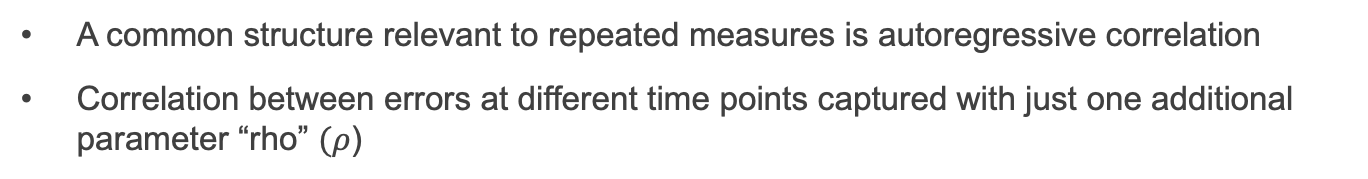 • A common structure relevant to repeated measures is autoregressive correlation
• Correlation between errors at different time points captured with just one additional
parameter “rho” (𝜌)